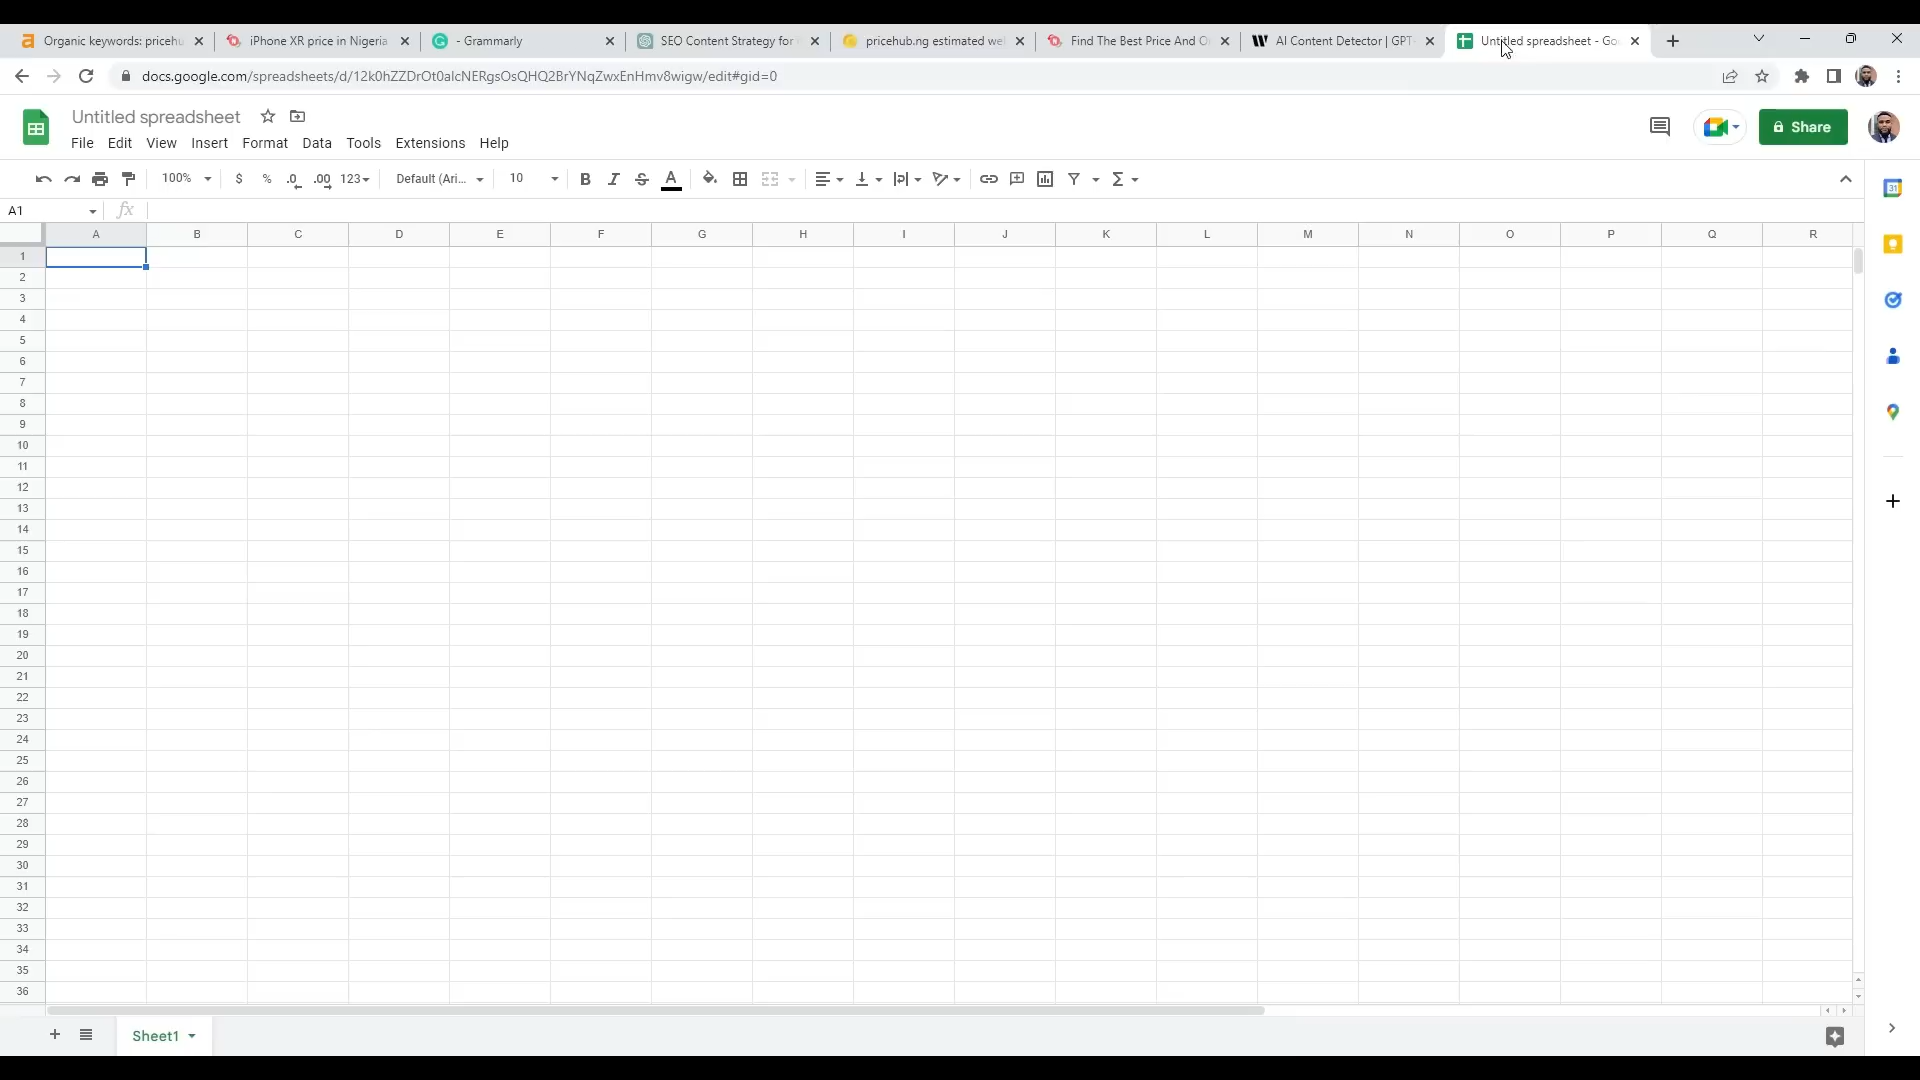 Organic keywords: pricehu
iPhone XR price in Nigeria
- Grammarly
SEO Content Strategy for
pricehub.ng estimated we
Find The Best Price And O
AI Content Detector | GPT-
Untitled spreadsheet - Go
docs.google.com/spreadsheets/d/12k0hZZDrOt0alcNERgsOsQHQ2BrYNqZwxEnHmv8wigw/edit#gid=0
Untitled spreadsheet
File Edit View Insert Format Data Tools Extensions Help
Share
100% $ % .0 .00 123 Default (Ari... 10 B I S A Σ
A1 fx
A B C D E F G H I J K L M N O P Q R
1
2
3
4
5
6
7
8
9
10
11
12
13
14
15
16
17
18
19
20
21
22
23
24
25
26
27
28
29
30
31
32
33
34
35
36
31
Sheet1